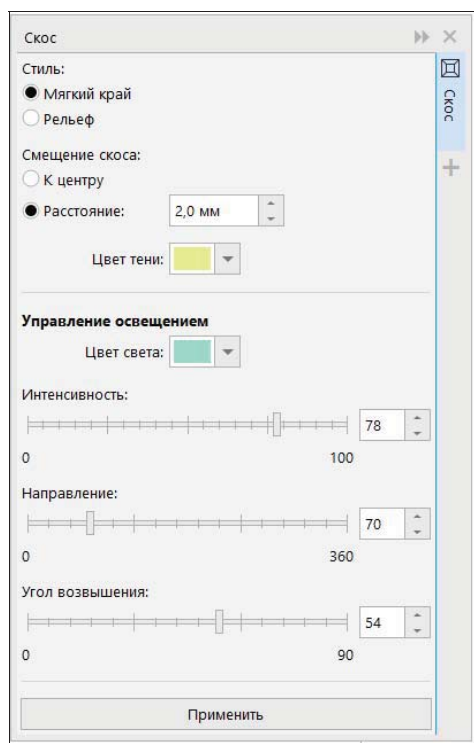 Скос
Стиль:
Мягкий край
Рельеф
Скос
Смещение скоса:
К центру
Расстояние: 2,0 мм
Цвет тени:
Управление освещением
Цвет света:
Интенсивность:
78
0 100
Направление:
70
0 360
Угол возвышения:
54
0 90
Применить